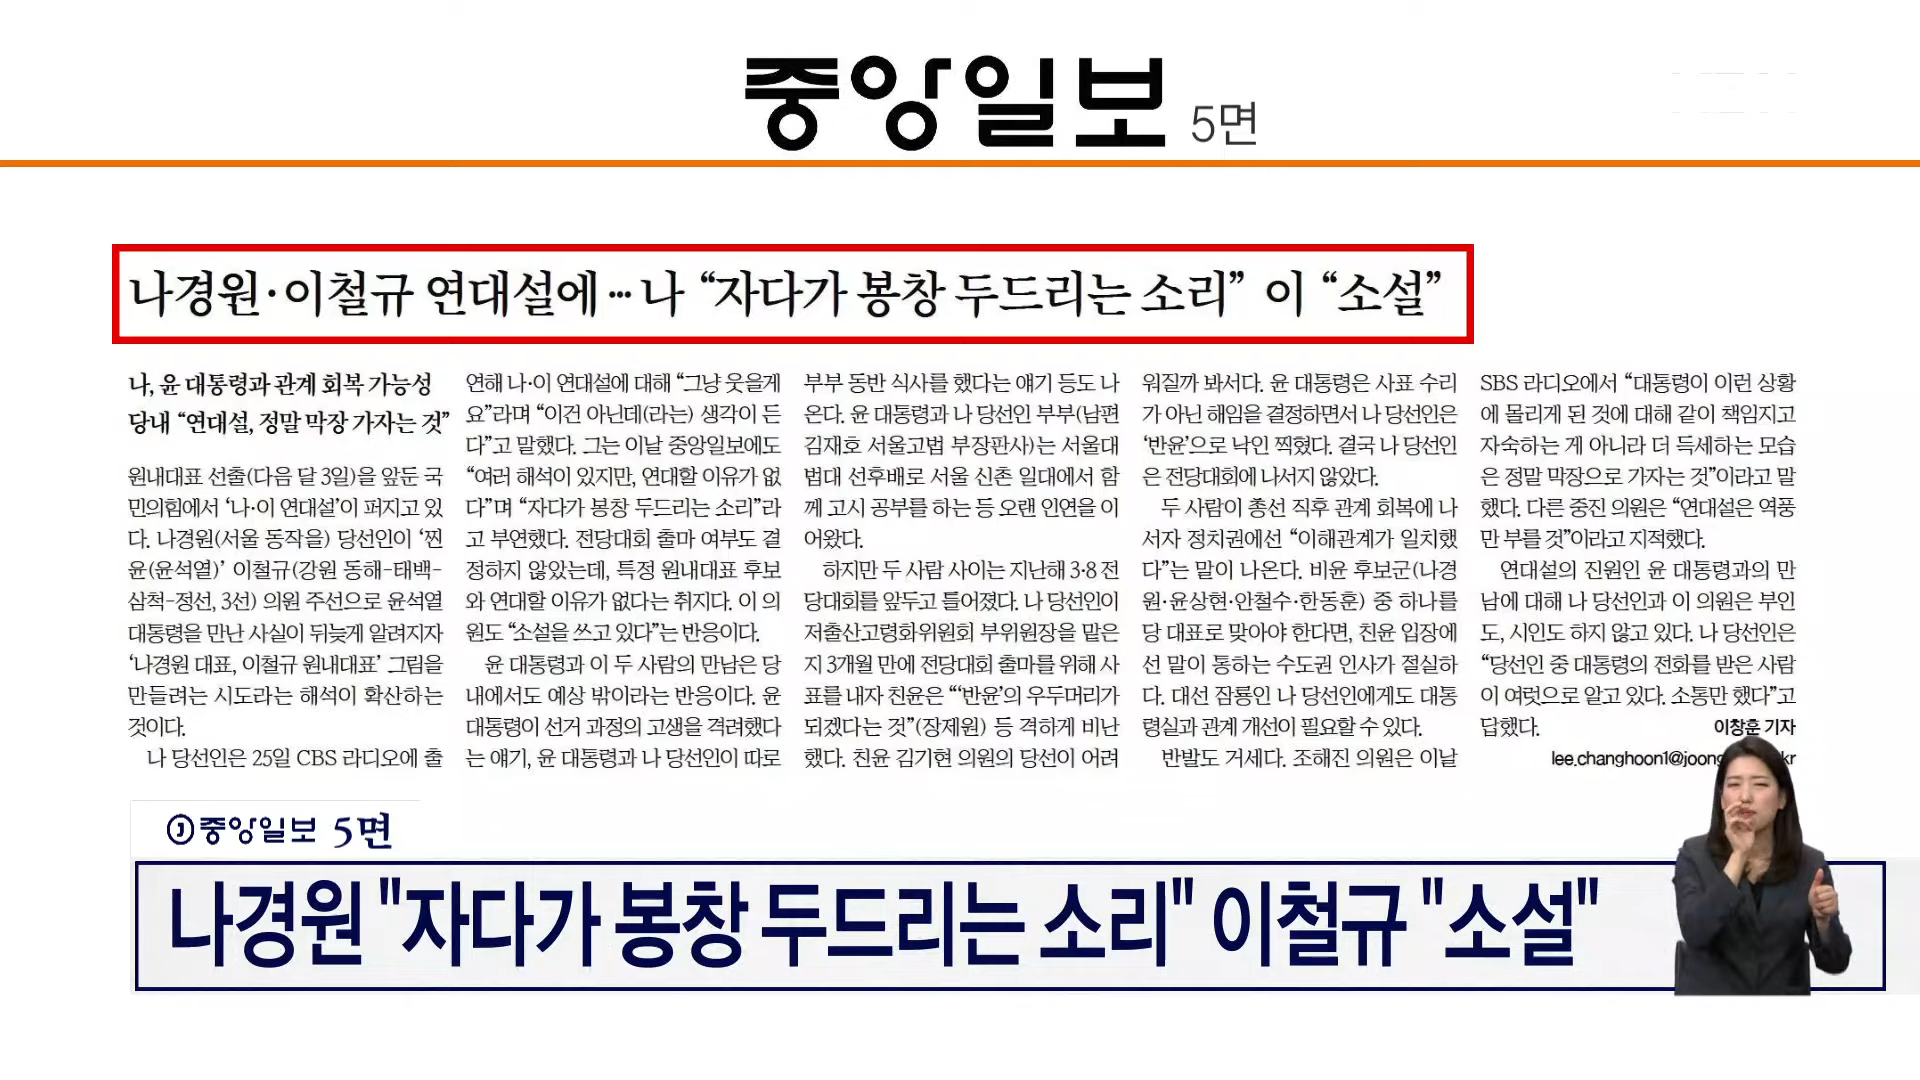 중앙일보 5면
나경원·이철규 연대설에…나 “자다가 봉창 두드리는 소리” 이 “소설”
나, 윤 대통령과 관계 회복 가능성
당내 “연대설, 정말 막장 가자는 것”
원내대표 선출(다음 달 3일)을 앞둔 국
민의힘에서 ‘나·이 연대설’이 퍼지고 있
다. 나경원(서울 동작을) 당선인이 ‘찐
윤(윤석열)’ 이철규(강원 동해-태백-
삼척-정선, 3선) 의원 주선으로 윤석열
대통령을 만난 사실이 뒤늦게 알려지자
‘나경원 대표, 이철규 원내대표’ 그림을
만들려는 시도라는 해석이 확산하는
것이다.
나 당선인은 25일 CBS 라디오에 출
연해 나·이 연대설에 대해 “그냥 웃을게
요”라며 “이건 아닌데(라는) 생각이 든
다”고 말했다. 그는 이날 중앙일보에도
“여러 해석이 있지만, 연대할 이유가 없
다”며 “자다가 봉창 두드리는 소리”라
고 부연했다. 전당대회 출마 여부도 결
정하지 않았는데, 특정 원내대표 후보
와 연대할 이유가 없다는 취지다. 이 의
원도 “소설을 쓰고 있다”는 반응이다.
윤 대통령과 이 두 사람의 만남은 당
내에서도 예상 밖이라는 반응이다. 윤
대통령이 선거 과정의 고생을 격려했다
는 얘기, 윤 대통령과 나 당선인이 따로
부부 동반 식사를 했다는 얘기 등도 나
온다. 윤 대통령과 나 당선인 부부(남편
김재호 서울고법 부장판사)는 서울대
법대 선후배로 서울 신촌 일대에서 함
께 고시 공부를 하는 등 오랜 인연을 이
어왔다.
하지만 두 사람 사이는 지난해 3·8 전
당대회를 앞두고 틀어졌다. 나 당선인이
저출산고령화위원회 부위원장을 맡은
지 3개월 만에 전당대회 출마를 위해 사
표를 내자 친윤은 “‘반윤’의 우두머리가
되겠다는 것”(장제원) 등 격하게 비난
했다. 친윤 김기현 의원의 당선이 어려
워질까 봐서다. 윤 대통령은 사표 수리
가 아닌 해임을 결정하면서 나 당선인은
‘반윤’으로 낙인 찍혔다. 결국 나 당선인
은 전당대회에 나서지 않았다.
두 사람이 총선 직후 관계 회복에 나
서자 정치권에선 “이해관계가 일치했
다”는 말이 나온다. 비윤 후보군(나경
원·윤상현·안철수·한동훈) 중 하나를
당 대표로 맞아야 한다면, 친윤 입장에
선 말이 통하는 수도권 인사가 절실하
다. 대선 잠룡인 나 당선인에게도 대통
령실과 관계 개선이 필요할 수 있다.
반발도 거세다. 조해진 의원은 이날
SBS 라디오에서 “대통령이 이런 상황
에 몰리게 된 것에 대해 같이 책임지고
자숙하는 게 아니라 더 득세하는 모습
은 정말 막장으로 가자는 것”이라고 말
했다. 다른 중진 의원은 “연대설은 역풍
만 부를 것”이라고 지적했다.
연대설의 진원인 윤 대통령과의 만
남에 대해 나 당선인과 이 의원은 부인
도, 시인도 하지 않고 있다. 나 당선인은
“당선인 중 대통령의 전화를 받은 사람
이 여럿으로 알고 있다. 소통만 했다”고
답했다. 이창훈 기자
중앙일보 5면
나경원 "자다가 봉창 두드리는 소리" 이철규 "소설"